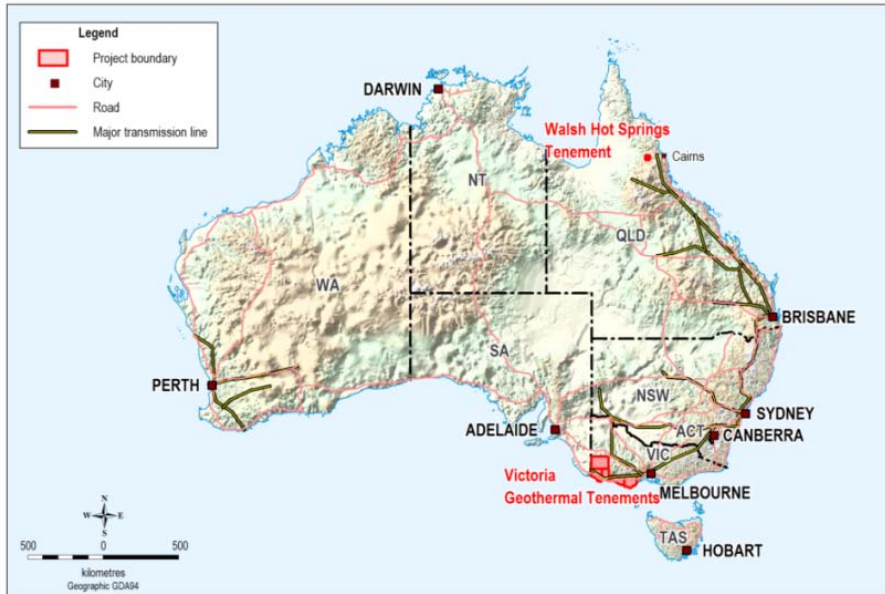 Legend
Project boundary
City
Road
Major transmission line
DARWIN
Walsh Hot Springs
Tenement
Cairns
NT
QLD
WA
BRISBANE
SA
PERTH
NSW
SYDNEY
ADELAIDE
ACT
CANBERRA
VIC
Victoria
Geothermal Tenements
MELBOURNE
TAS
HOBART
N
W
E
S
500
0
500
kilometres
Geographic GDA94